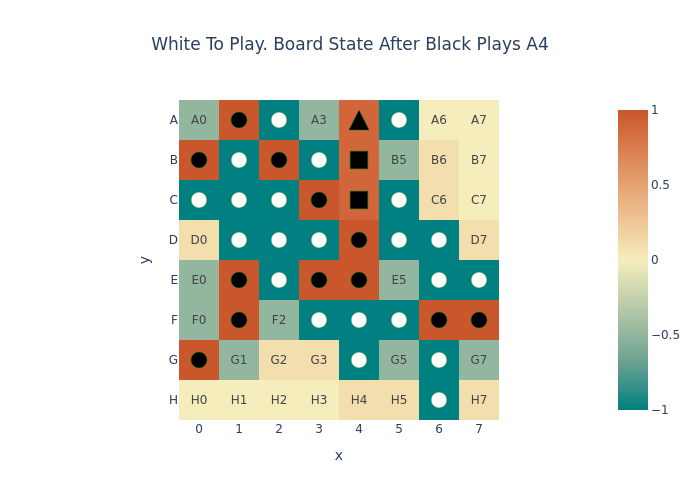 White To Play. Board State After Black Plays A4
A A0 A3 A6 A7
B B5 B6 B7
C C6 C7
D D0 D7
E E0 E5
F F0 F2
G G1 G2 G3 G5 G7
H H0 H1 H2 H3 H4 H5 H7
0 1 2 3 4 5 6 7
x
y
1
0.5
0
−0.5
−1